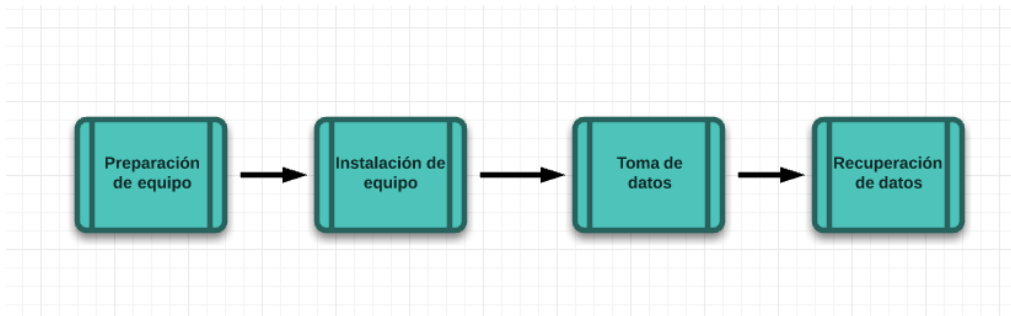 Preparación
de equipo
Instalación de
equipo
Toma de
datos
Recuperación
de datos